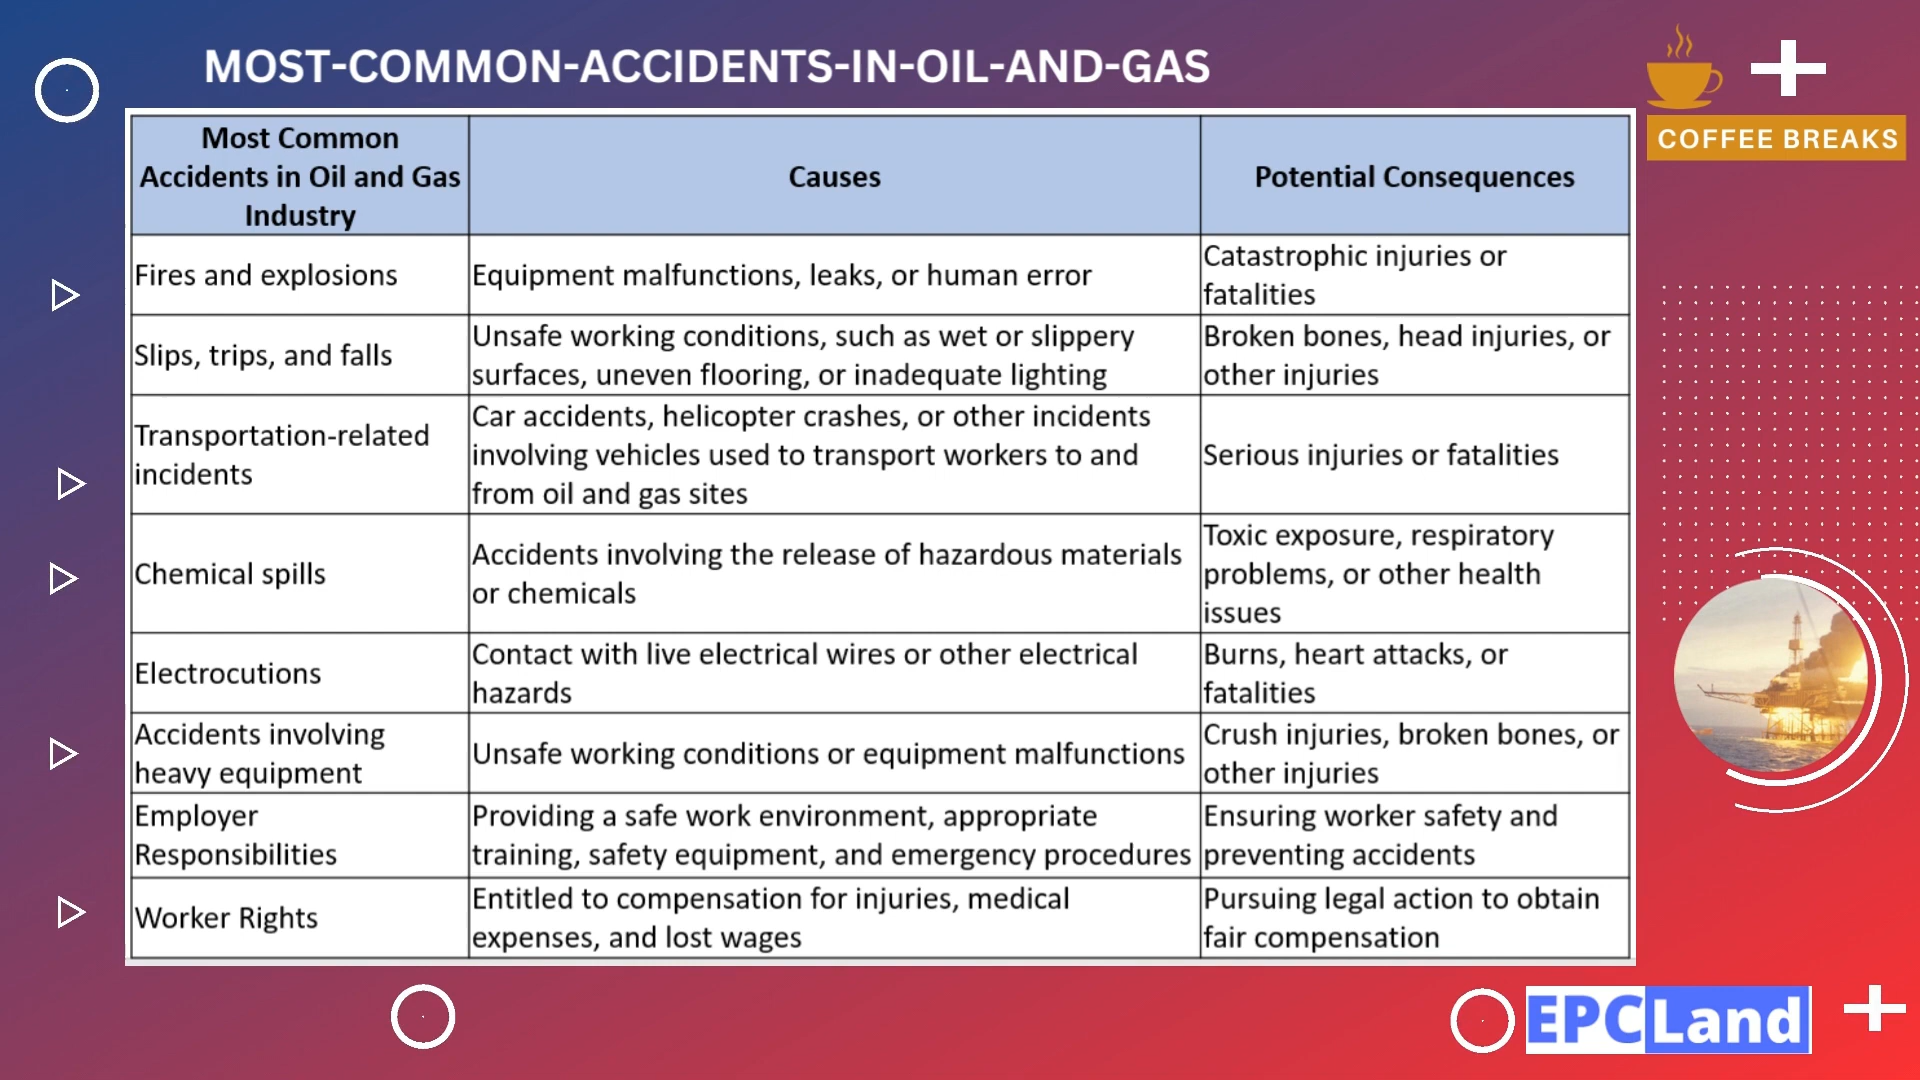 MOST-COMMON-ACCIDENTS-IN-OIL-AND-GAS
COFFEE BREAKS
Most Common
Accidents in Oil and Gas
Industry
Causes
Potential Consequences
Fires and explosions
Equipment malfunctions, leaks, or human error
Catastrophic injuries or
fatalities
Slips, trips, and falls
Unsafe working conditions, such as wet or slippery
surfaces, uneven flooring, or inadequate lighting
Broken bones, head injuries, or
other injuries
Transportation-related
incidents
Car accidents, helicopter crashes, or other incidents
involving vehicles used to transport workers to and
from oil and gas sites
Serious injuries or fatalities
Chemical spills
Accidents involving the release of hazardous materials
or chemicals
Toxic exposure, respiratory
problems, or other health
issues
Electrocutions
Contact with live electrical wires or other electrical
hazards
Burns, heart attacks, or
fatalities
Accidents involving
heavy equipment
Unsafe working conditions or equipment malfunctions
Crush injuries, broken bones, or
other injuries
Employer
Responsibilities
Providing a safe work environment, appropriate
training, safety equipment, and emergency procedures
Ensuring worker safety and
preventing accidents
Worker Rights
Entitled to compensation for injuries, medical
expenses, and lost wages
Pursuing legal action to obtain
fair compensation
EPCLand